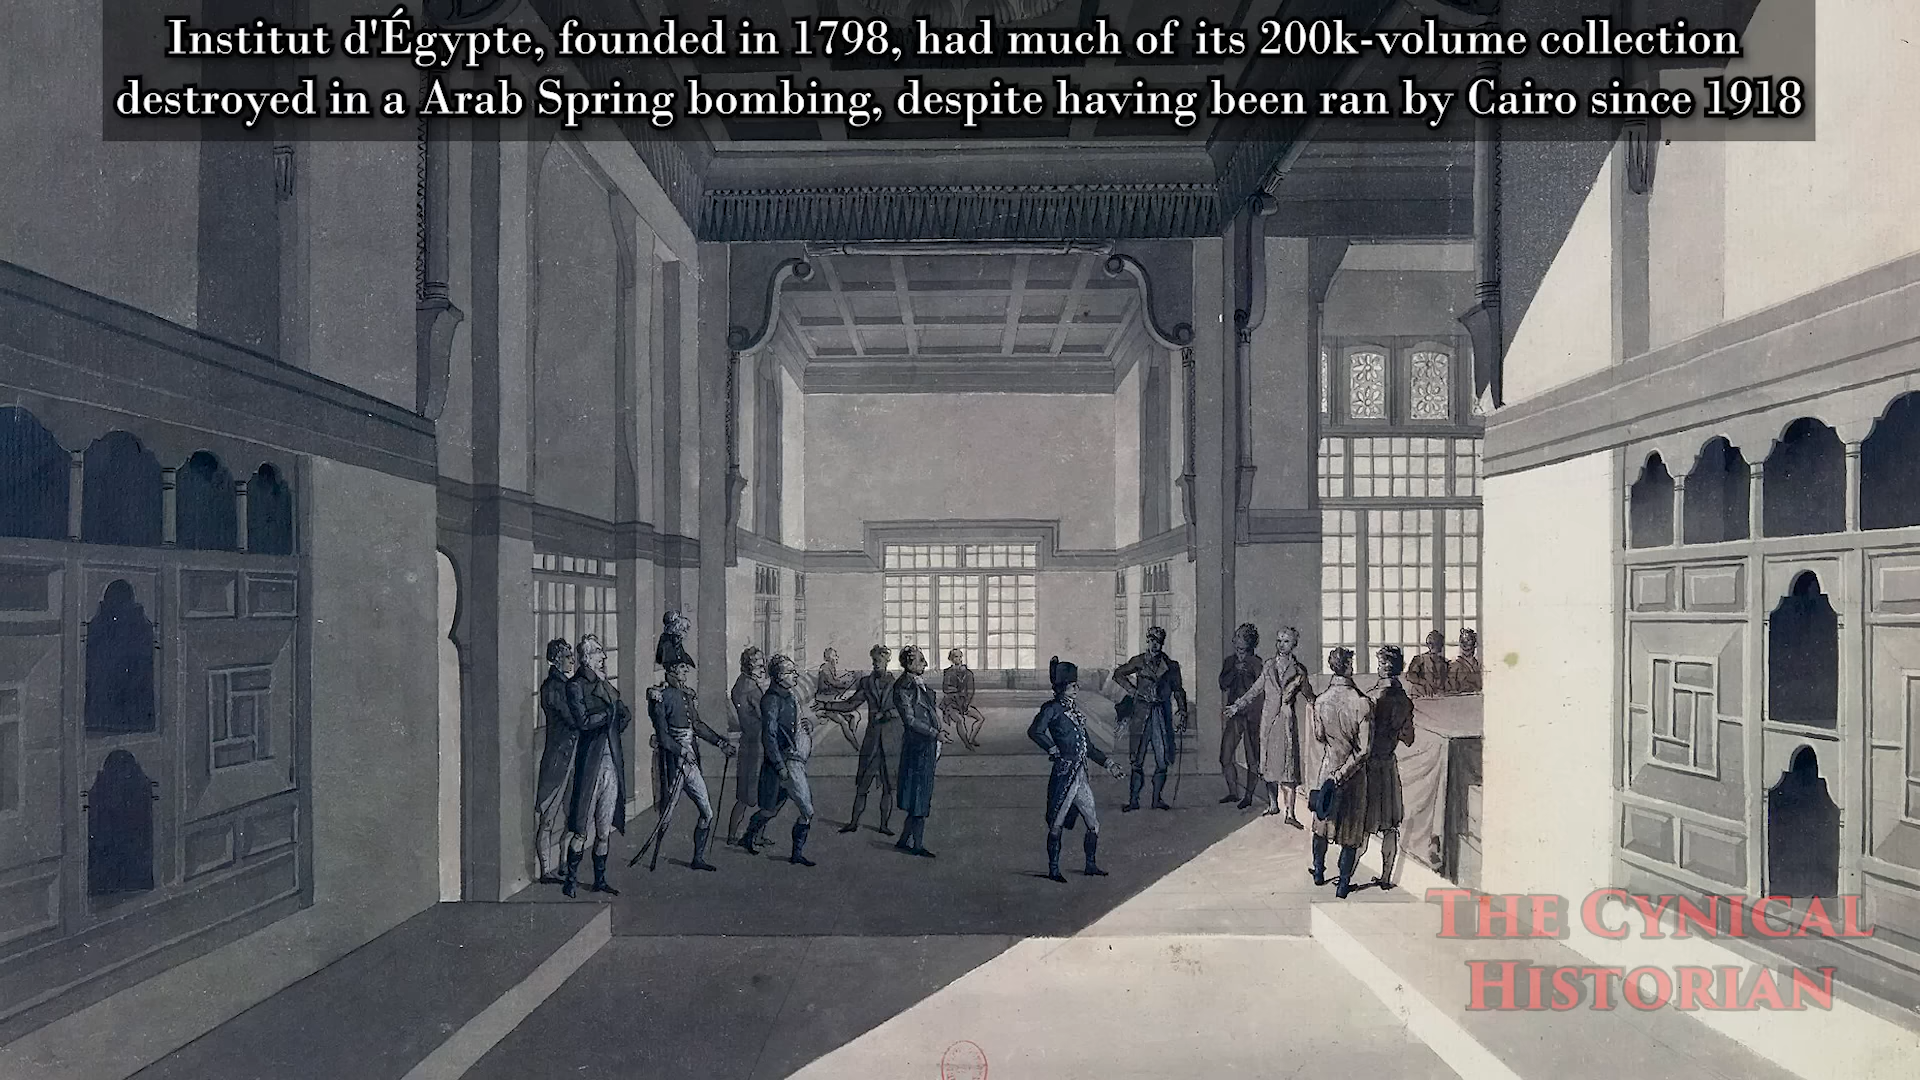 Institut d'Égypte, founded in 1798, had much of its 200k-volume collection
destroyed in a Arab Spring bombing, despite having been ran by Cairo since 1918
The Cynical
Historian